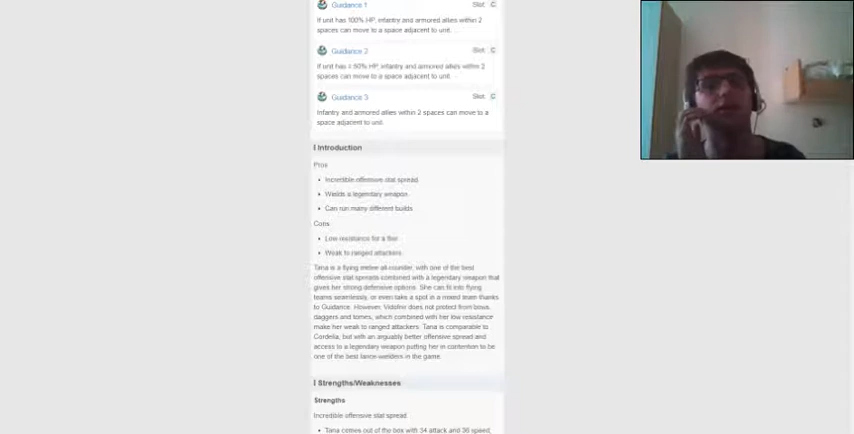 Guidance 1 Slot: C
If unit has 100% HP, infantry and armored allies within 2
spaces can move to a space adjacent to unit.
Guidance 2 Slot: C
If unit has ≥ 50% HP, infantry and armored allies within 2
spaces can move to a space adjacent to unit.
Guidance 3 Slot: C
Infantry and armored allies within 2 spaces can move to a
space adjacent to unit.
Introduction
Pros
• Incredible offensive stat spread
• Wields a legendary weapon
• Can run many different builds
Cons
• Low resistance for a flier
• Weak to ranged attackers
Tana is a flying melee all-rounder, with one of the best
offensive stat spreads combined with a legendary weapon that
gives her strong defensive options. She can fit into flying
teams seamlessly, or even take a spot in a mixed team thanks
to Guidance. However, Vidofnir does not protect from bows,
daggers and tomes, which combined with her low resistance
make her weak to ranged attackers. Tana is comparable to
Cordelia, but with an arguably better offensive spread and
access to a legendary weapon putting her in contention to be
one of the best lance-wielders in the game.
Strengths/Weaknesses
Strengths
Incredible offensive stat spread
• Tana comes out of the box with 34 attack and 36 speed,